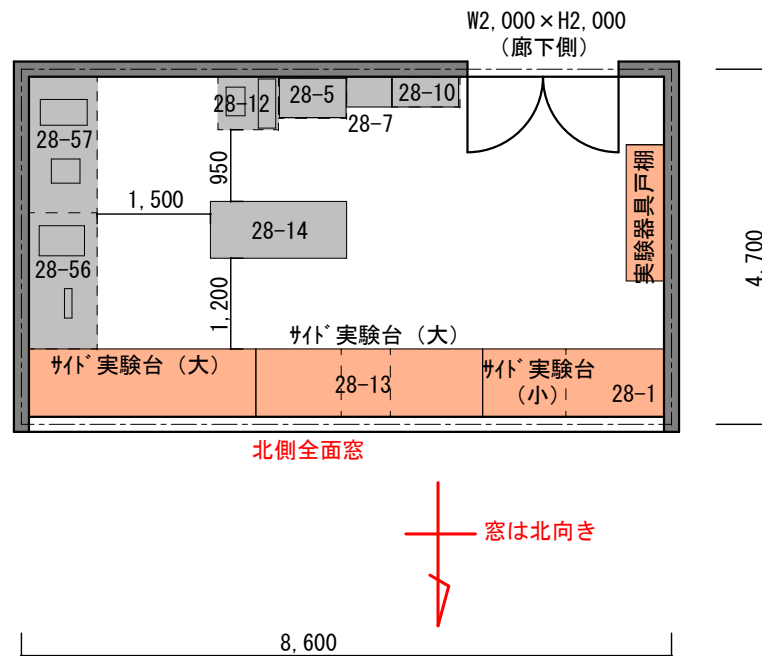 W2,000×H2,000
（廊下側）
28-57
28-12
28-5
28-7
28-10
950
1,500
28-14
実験器具戸棚
4,700
28-56
1,200
ｻｲﾄﾞ実験台（大）
ｻｲﾄﾞ実験台（大）
28-13
ｻｲﾄﾞ実験台
（小）
28-1
北側全面窓
窓は北向き
8,600